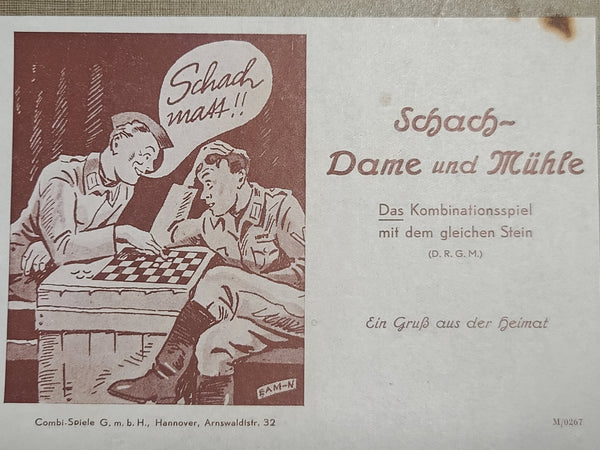 Schach
matt!!
BAM-N
Combi-Spiele G. m. b. H., Hannover, Arnswaldtstr. 32
Schach-
Dame und Mühle
Das Kombinationsspiel
mit dem gleichen Stein
(D. R. G. M.)
Ein Gruß aus der Heimat
M/0267